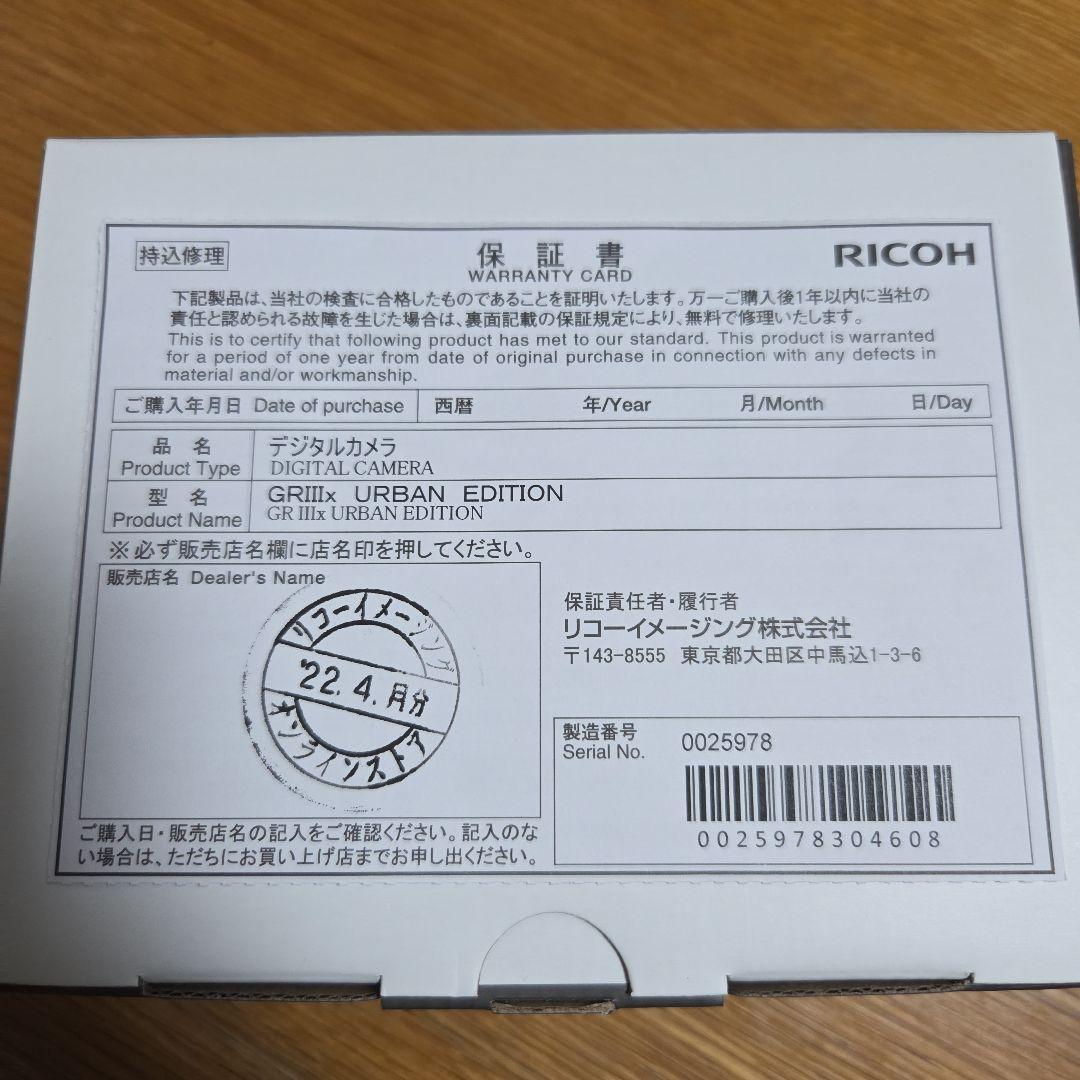 持込修理
保証書
WARRANTY CARD
RICOH
下記製品は、当社の検査に合格したものであることを証明いたします。万一ご購入後1年以内に当社の
責任と認められる故障を生じた場合は、裏面記載の保証規定により、無料で修理いたします。
This is to certify that following product has met to our standard. This product is warranted
for a period of one year from date of original purchase in connection with any defects in
material and/or workmanship.
ご購入年月日 Date of purchase 西暦 年/Year 月/Month 日/Day
品名 デジタルカメラ
Product Type DIGITAL CAMERA
型名 GRIIIx URBAN EDITION
Product Name GR IIIx URBAN EDITION
※必ず販売店名欄に店名印を押してください。
販売店名 Dealer's Name
リコーイメージング
'22.4.月分
オンラインストア
保証責任者・履行者
リコーイメージング株式会社
〒143-8555 東京都大田区中馬込1-3-6
製造番号
Serial No. 0025978
0025978304608
ご購入日・販売店名の記入をご確認ください。記入のな
い場合は、ただちにお買い上げ店までお申し出ください。